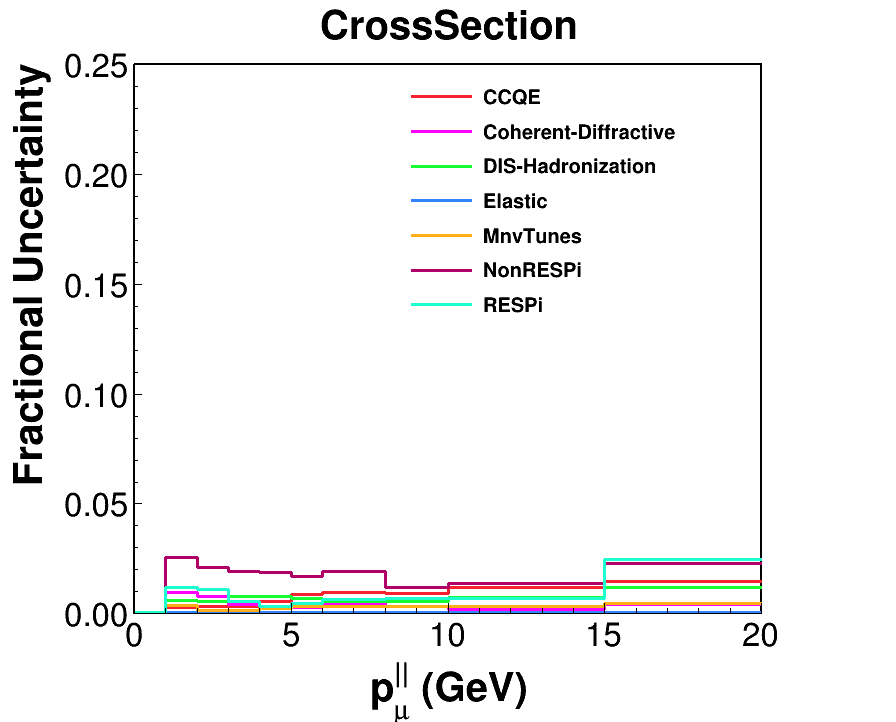 CrossSection
Fractional Uncertainty
0.25
0.20
0.15
0.10
0.05
0.00
CCQE
Coherent-Diffractive
DIS-Hadronization
Elastic
MnvTunes
NonRESPi
RESPi
0 5 10 15 20
p_μ^|| (GeV)